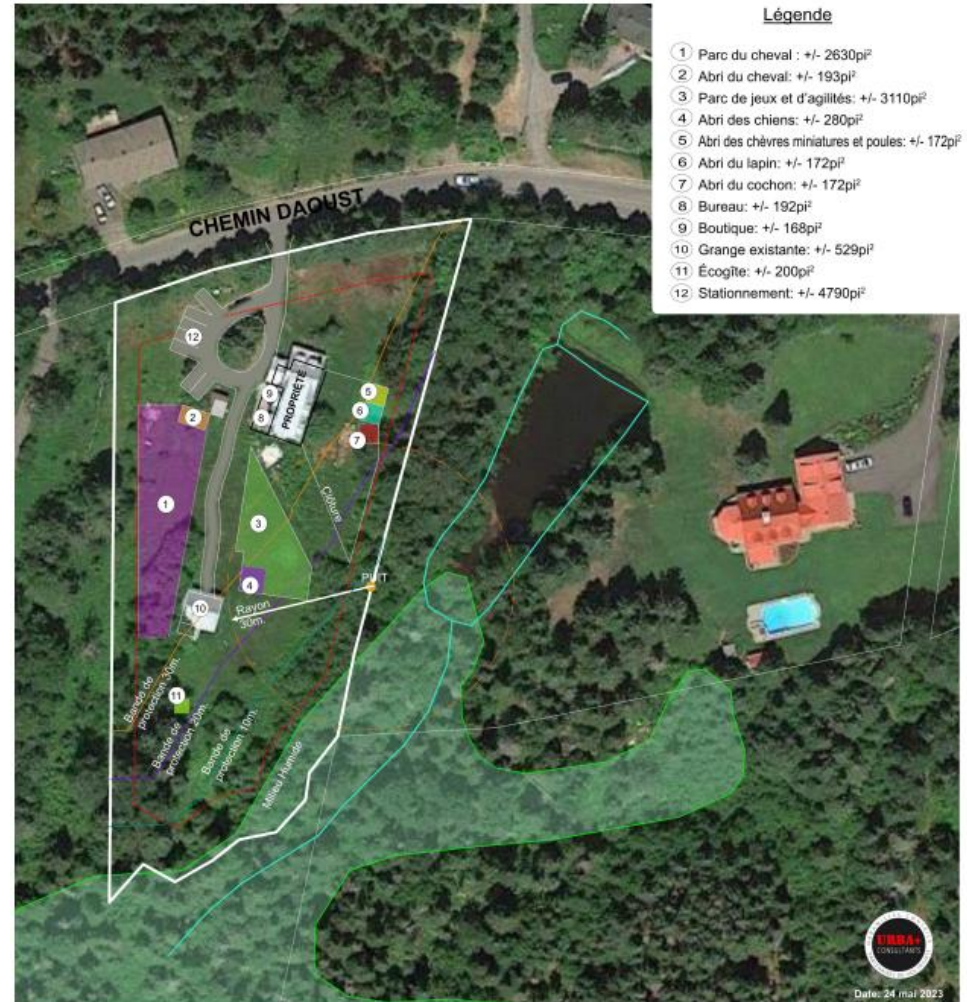 Légende
1 Parc du cheval : +/- 2630pi²
2 Abri du cheval: +/- 193pi²
3 Parc de jeux et d'agilités: +/- 3110pi²
4 Abri des chiens: +/- 280pi²
5 Abri des chèvres miniatures et poules: +/- 172pi²
6 Abri du lapin: +/- 172pi²
7 Abri du cochon: +/- 172pi²
8 Bureau: +/- 192pi²
9 Boutique: +/- 168pi²
10 Grange existante: +/- 529pi²
11 Écogîte: +/- 200pi²
12 Stationnement: +/- 4790pi²
CHEMIN DAOUST
12
9
PROPRIÉTÉ
8
5
6
7
2
1
3
Clôture
4
PUIT
10
Rayon
30m.
11
Bande de
protection 30m.
Bande de
protection 20m.
Bande de
protection 10m.
Milieu Humide
URBA+
CONSULTANTS
Date: 24 mai 2023